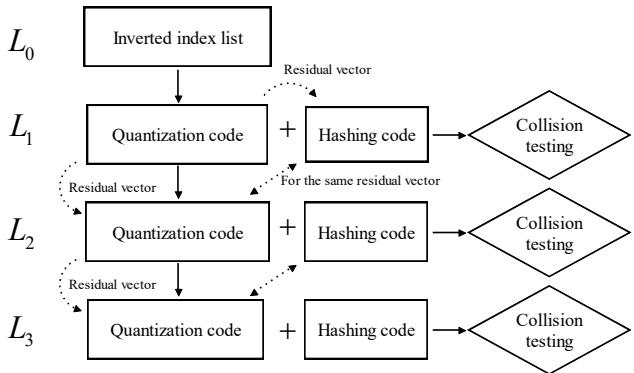 L0
Inverted index list
Residual vector
L1
Quantization code
+
Hashing code
Collision
testing
Residual vector
For the same residual vector
L2
Quantization code
+
Hashing code
Collision
testing
Residual vector
L3
Quantization code
+
Hashing code
Collision
testing